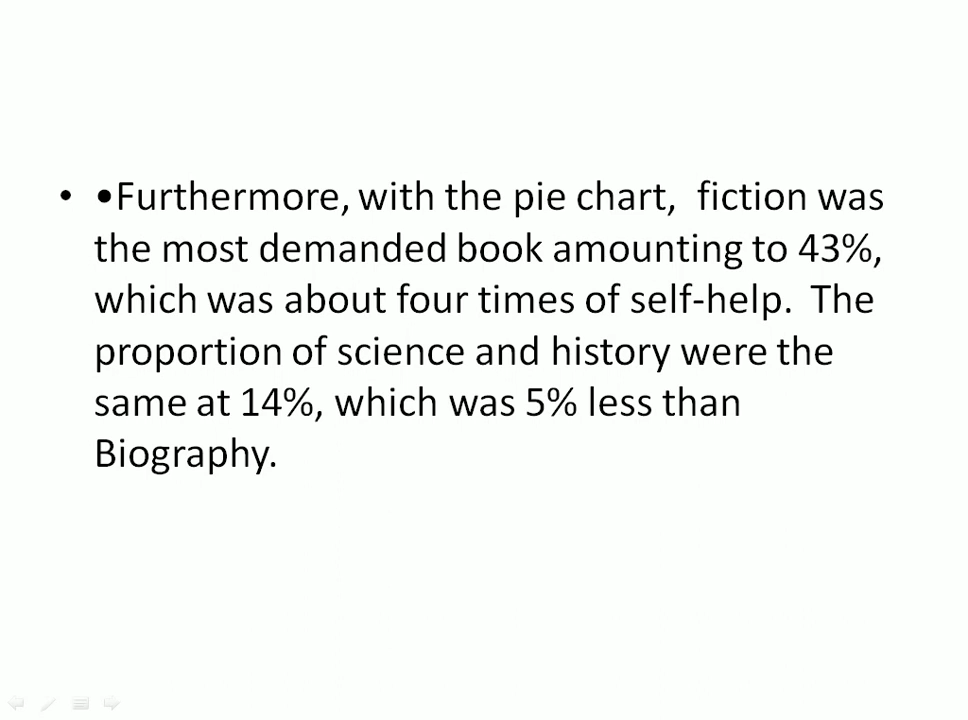 • •Furthermore, with the pie chart,  fiction was
the most demanded book amounting to 43%,
which was about four times of self-help.  The
proportion of science and history were the
same at 14%, which was 5% less than
Biography.